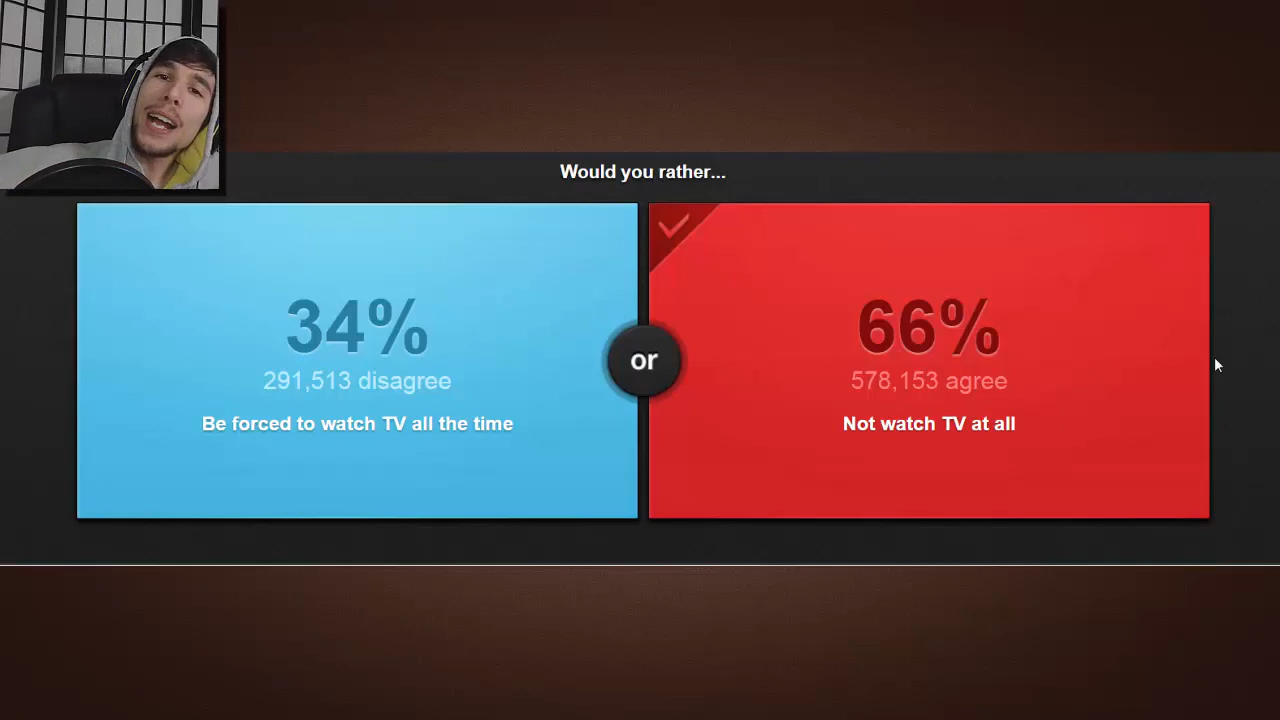 Would you rather...
34%
291,513 disagree
Be forced to watch TV all the time
or
66%
578,153 agree
Not watch TV at all